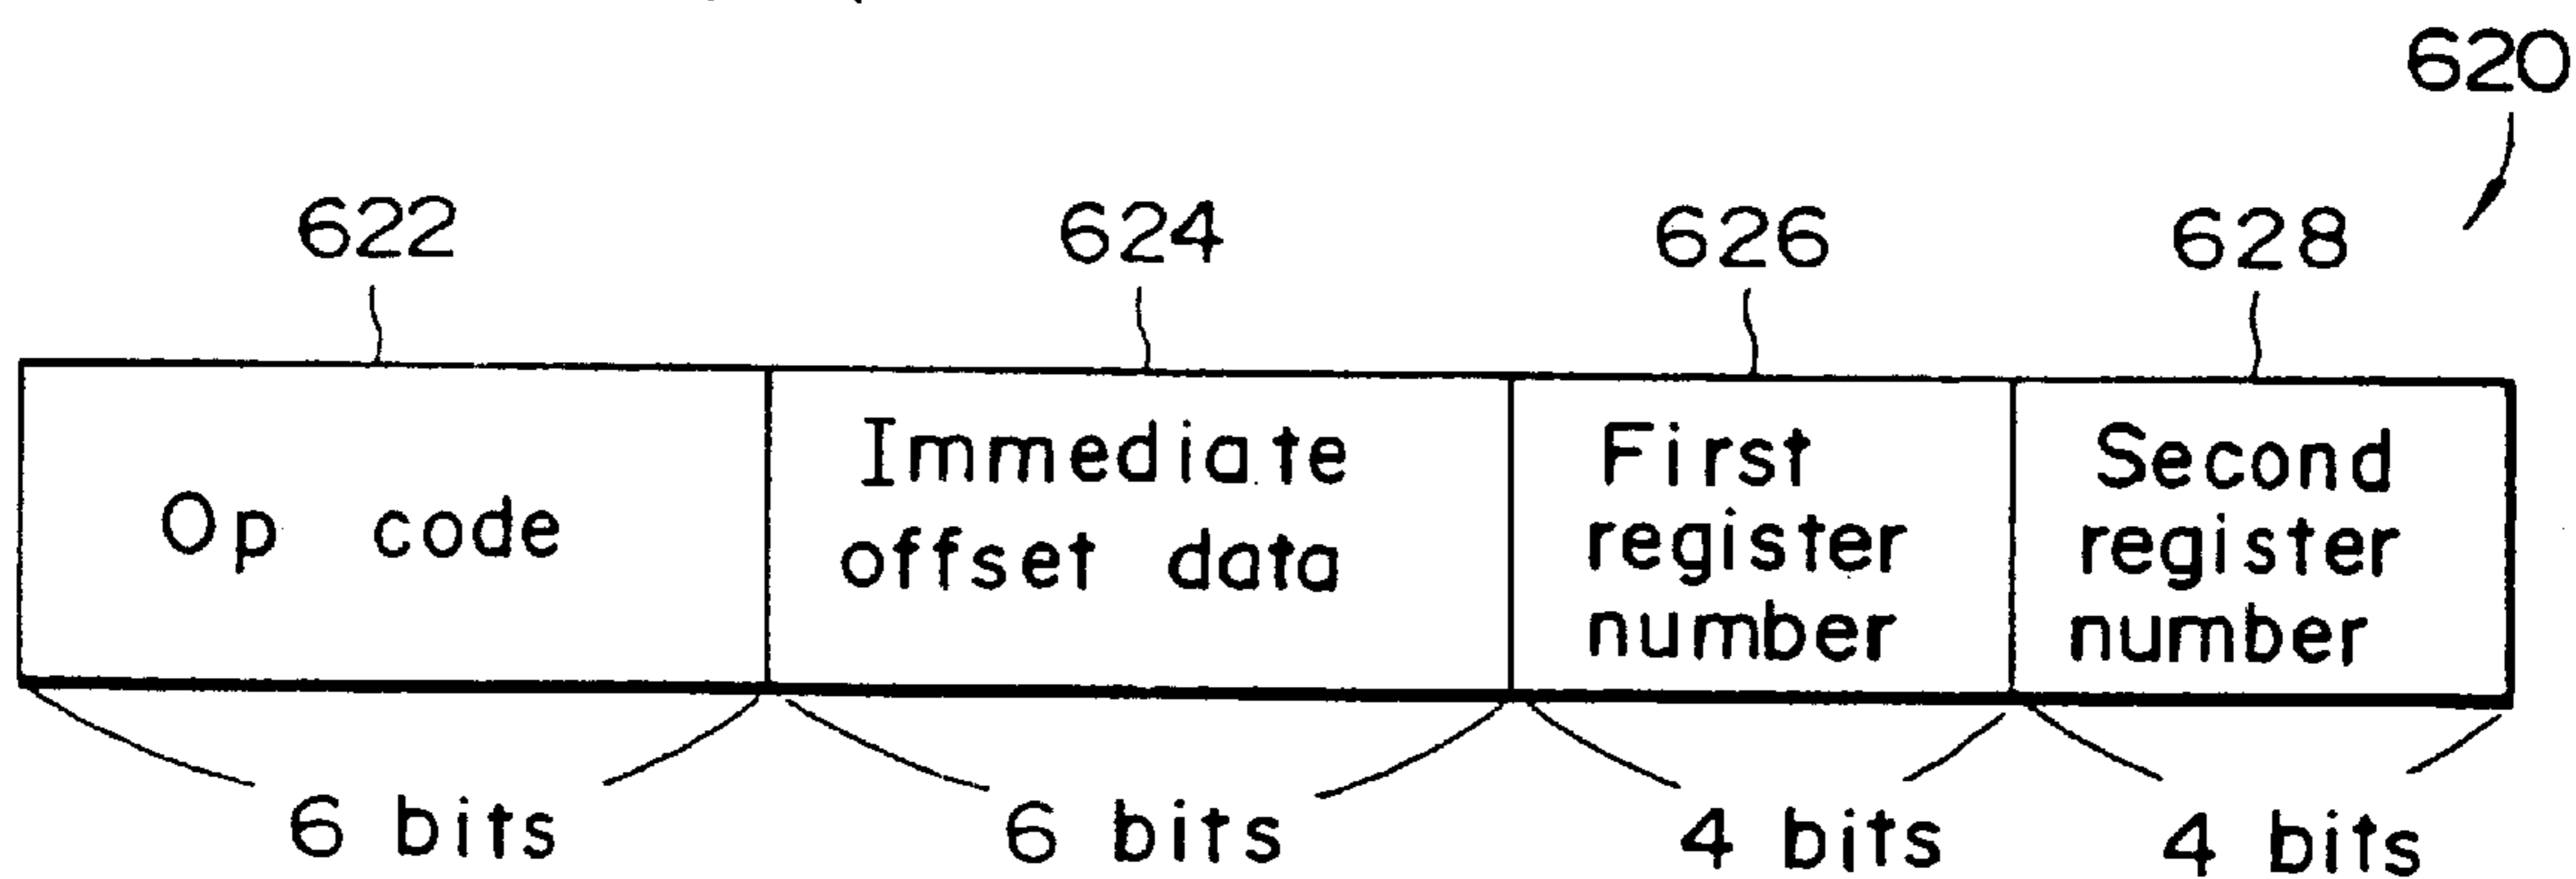 620
622
624
626
628
Op code
Immediate
offset data
First
register
number
Second
register
number
6 bits
6 bits
4 bits
4 bits